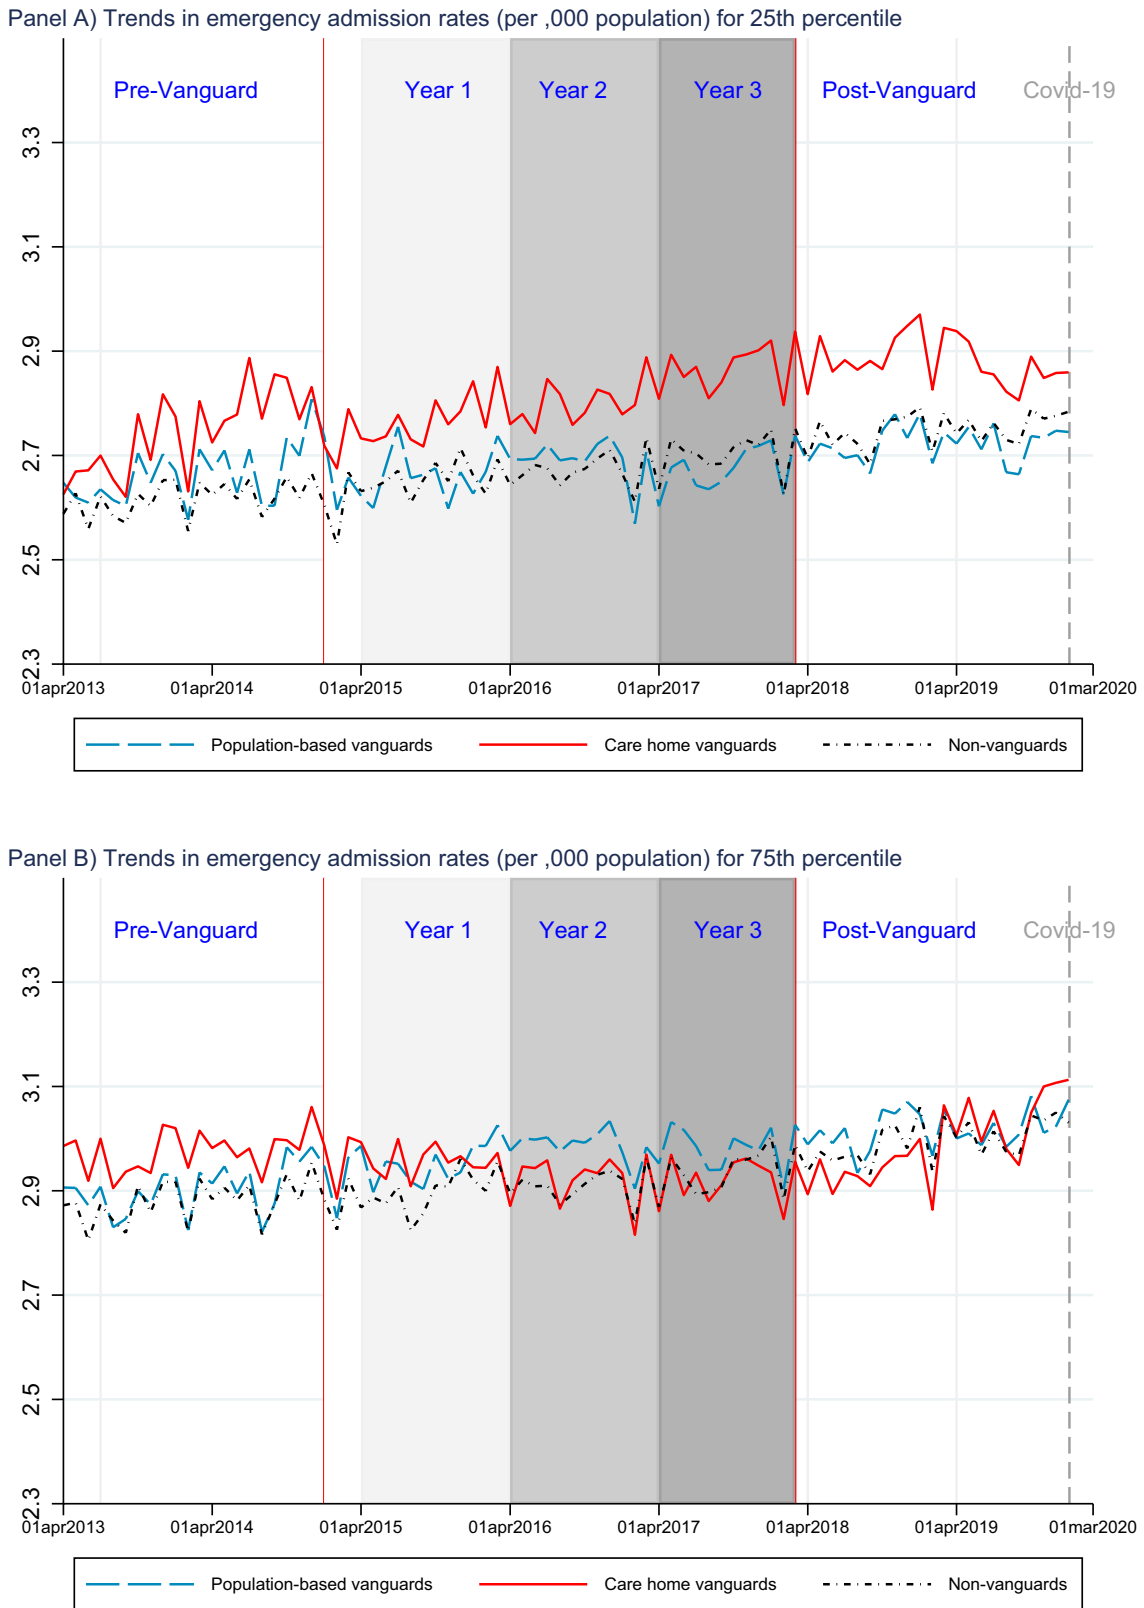 Panel A) Trends in emergency admission rates (per ,000 population) for 25th percentile
Pre-Vanguard Year 1 Year 2 Year 3 Post-Vanguard Covid-19
3.3
3.1
2.9
2.7
2.5
22.3
01apr2013 01apr2014 01apr2015 01apr2016 01apr2017 01apr2018 01apr2019 01mar2020
Population-based vanguards Care home vanguards Non-vanguards
Panel B) Trends in emergency admission rates (per ,000 population) for 75th percentile
Pre-Vanguard Year 1 Year 2 Year 3 Post-Vanguard Covid-19
3.3
3.1
2.9
2.7
2.5
22.3
01apr2013 01apr2014 01apr2015 01apr2016 01apr2017 01apr2018 01apr2019 01mar2020
Population-based vanguards Care home vanguards Non-vanguards